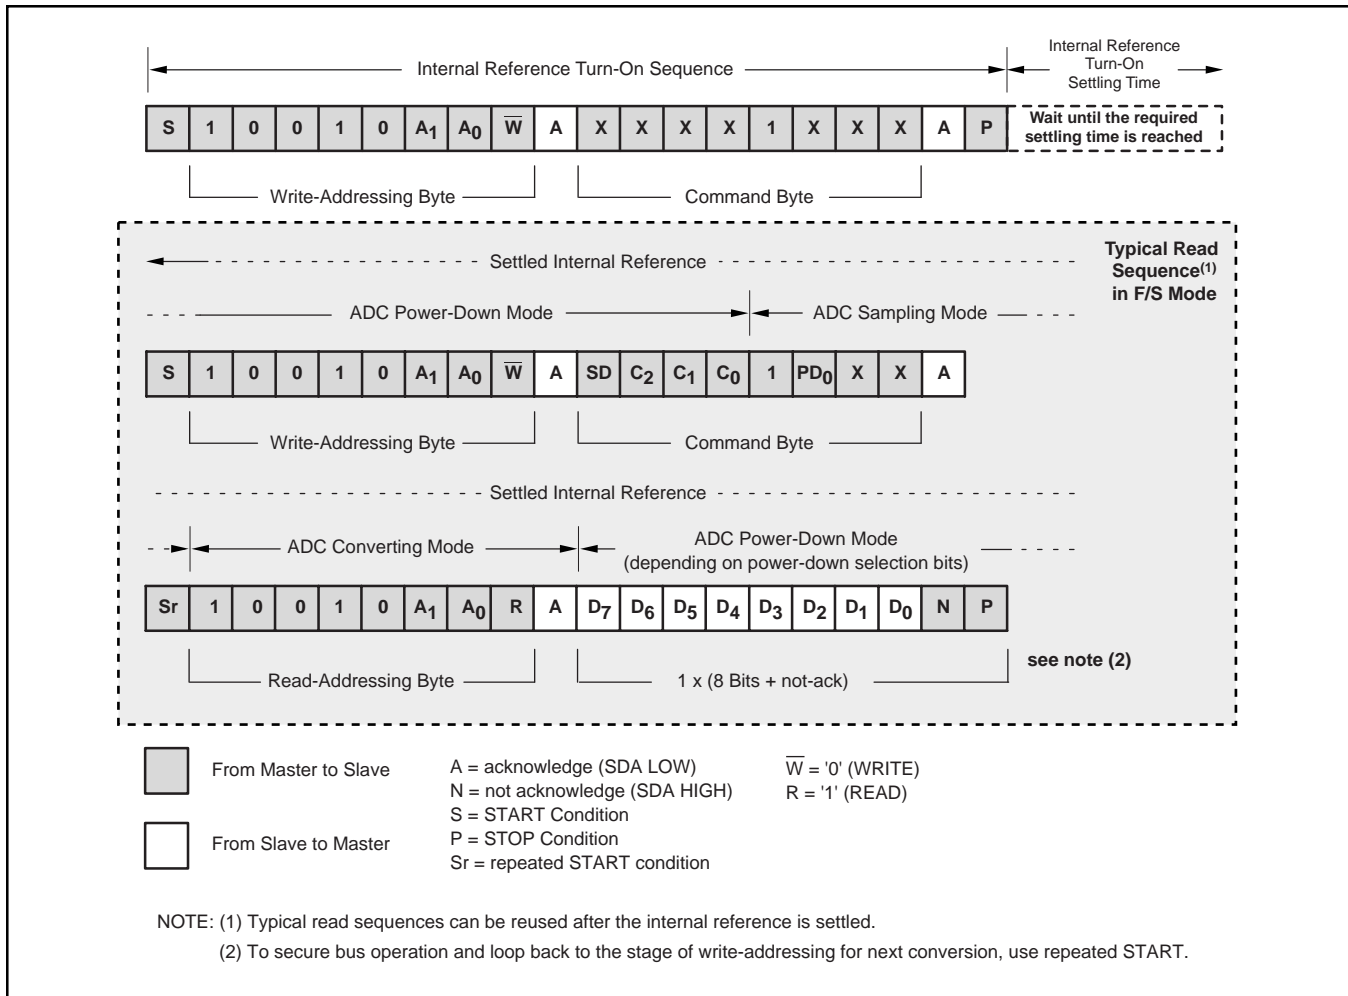 Internal Reference Turn-On Sequence
Internal Reference
Turn-On
Settling Time
S 1 0 0 1 0 A1 A0 W̅ A X X X X 1 X X X A P
Wait until the required
settling time is reached
Write-Addressing Byte Command Byte
Typical Read
Sequence(1)
in F/S Mode
Settled Internal Reference
ADC Power-Down Mode ADC Sampling Mode
S 1 0 0 1 0 A1 A0 W̅ A SD C2 C1 C0 1 PD0 X X A
Write-Addressing Byte Command Byte
Settled Internal Reference
ADC Converting Mode
ADC Power-Down Mode
(depending on power-down selection bits)
Sr 1 0 0 1 0 A1 A0 R A D7 D6 D5 D4 D3 D2 D1 D0 N P
see note (2)
Read-Addressing Byte 1 x (8 Bits + not-ack)
From Master to Slave
From Slave to Master
A = acknowledge (SDA LOW)
N = not acknowledge (SDA HIGH)
S = START Condition
P = STOP Condition
Sr = repeated START condition
W̅ = '0' (WRITE)
R = '1' (READ)
NOTE: (1) Typical read sequences can be reused after the internal reference is settled.
(2) To secure bus operation and loop back to the stage of write-addressing for next conversion, use repeated START.